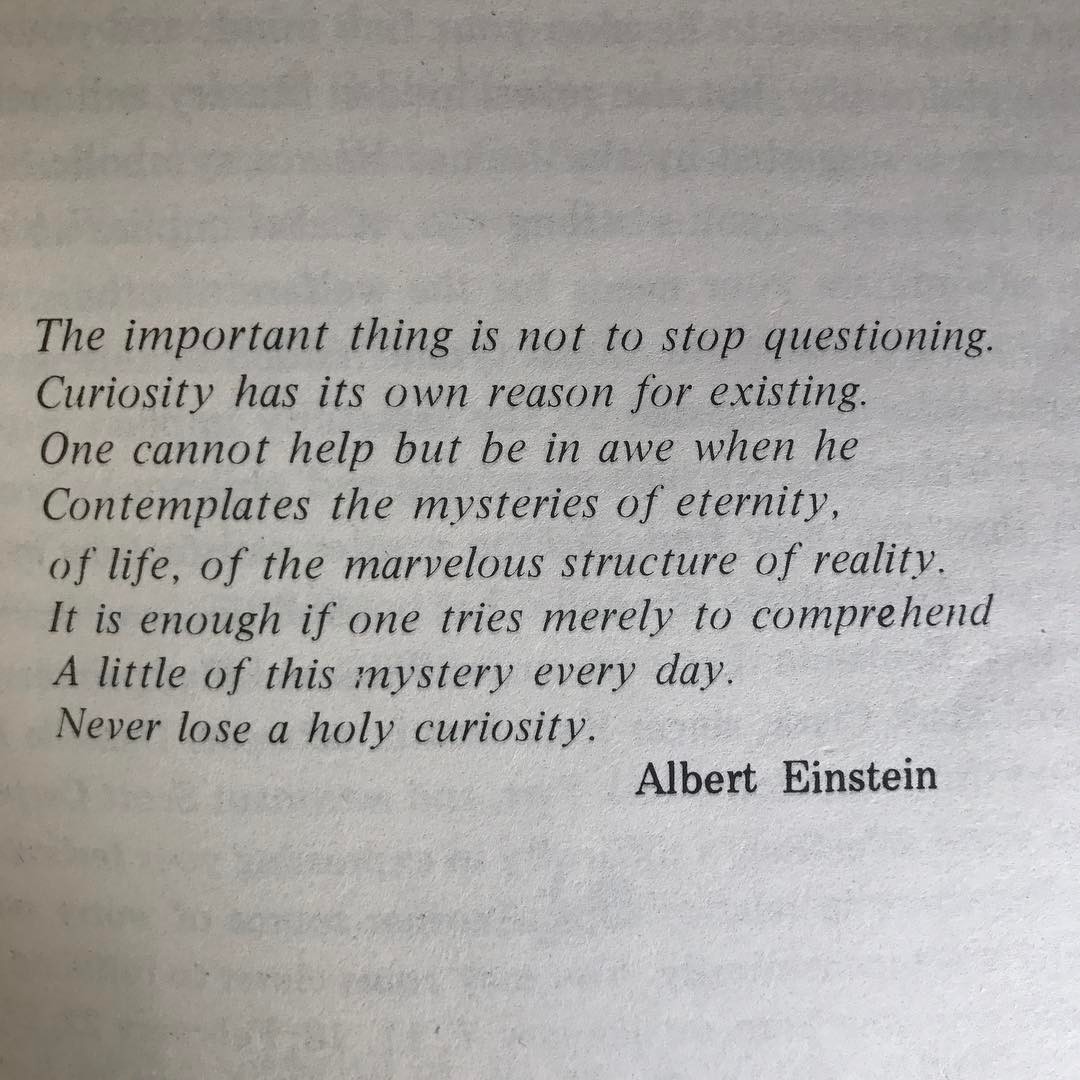 The important thing is not to stop questioning.
Curiosity has its own reason for existing.
One cannot help but be in awe when he
Contemplates the mysteries of eternity,
of life, of the marvelous structure of reality.
It is enough if one tries merely to comprehend
A little of this mystery every day.
Never lose a holy curiosity.
Albert Einstein